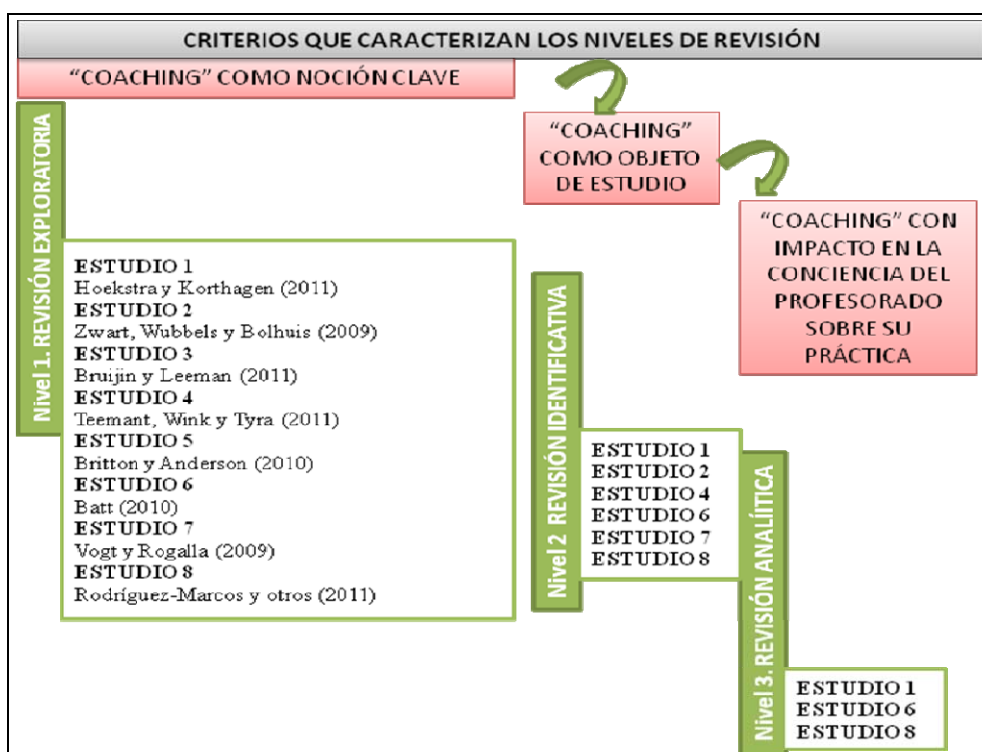 CRITERIOS QUE CARACTERIZAN LOS NIVELES DE REVISIÓN
“COACHING” COMO NOCIÓN CLAVE
“COACHING”
COMO OBJETO
DE ESTUDIO
“COACHING” CON
IMPACTO EN LA
CONCIENCIA DEL
PROFESORADO
SOBRE SU
PRÁCTICA
Nivel 1. REVISIÓN EXPLORATORIA
ESTUDIO 1
Hoekstra y Korthagen (2011)
ESTUDIO 2
Zwart, Wubbels y Bolhuis (2009)
ESTUDIO 3
Bruijin y Leeman (2011)
ESTUDIO 4
Teemant, Wink y Tyra (2011)
ESTUDIO 5
Britton y Anderson (2010)
ESTUDIO 6
Batt (2010)
ESTUDIO 7
Vogt y Rogalla (2009)
ESTUDIO 8
Rodríguez-Marcos y otros (2011)
Nivel 2 REVISIÓN IDENTIFICATIVA
ESTUDIO 1
ESTUDIO 2
ESTUDIO 4
ESTUDIO 6
ESTUDIO 7
ESTUDIO 8
Nivel 3. REVISIÓN ANALÍITICA
ESTUDIO 1
ESTUDIO 6
ESTUDIO 8